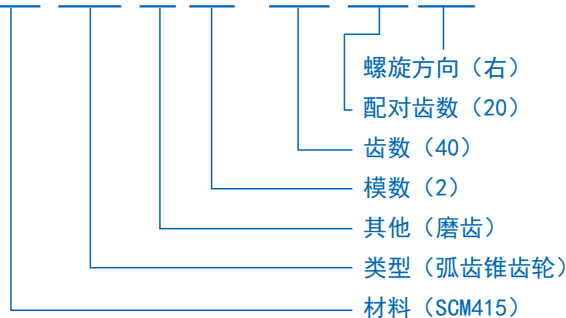 螺旋方向（右）
配对齿数（20）
齿数（40）
模数（2）
其他（磨齿）
类型（弧齿锥齿轮）
材料（SCM415）